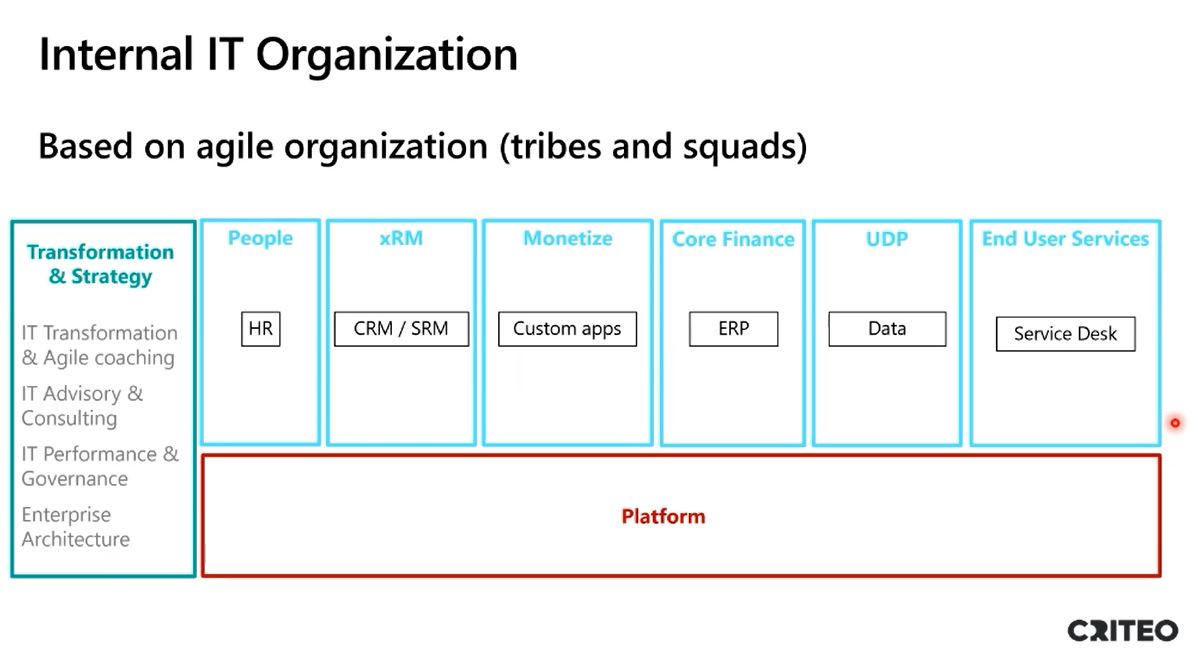 Internal IT Organization
Based on agile organization (tribes and squads)
Transformation
& Strategy
IT Transformation
& Agile coaching
IT Advisory &
Consulting
IT Performance &
Governance
Enterprise
Architecture
People
HR
xRM
CRM / SRM
Monetize
Custom apps
Core Finance
ERP
UDP
Data
End User Services
Service Desk
Platform
CRITEO